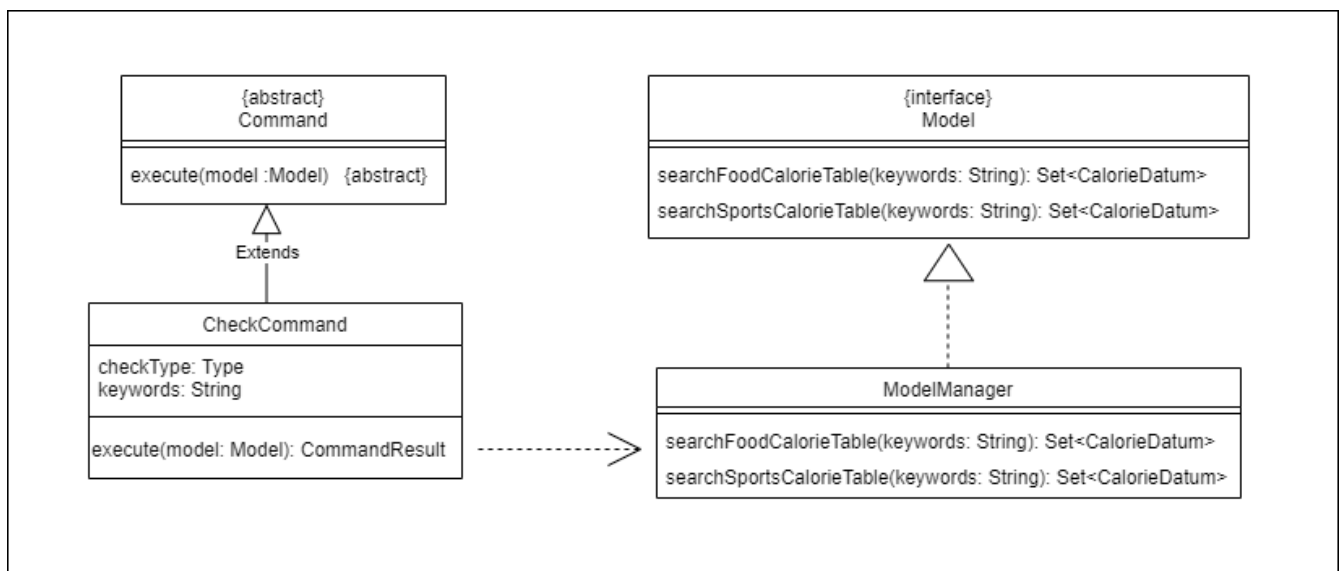 {abstract}
Command
execute(model :Model) {abstract}
Extends
CheckCommand
checkType: Type
keywords: String
execute(model: Model): CommandResult
{interface}
Model
searchFoodCalorieTable(keywords: String): Set<CalorieDatum>
searchSportsCalorieTable(keywords: String): Set<CalorieDatum>
ModelManager
searchFoodCalorieTable(keywords: String): Set<CalorieDatum>
searchSportsCalorieTable(keywords: String): Set<CalorieDatum>